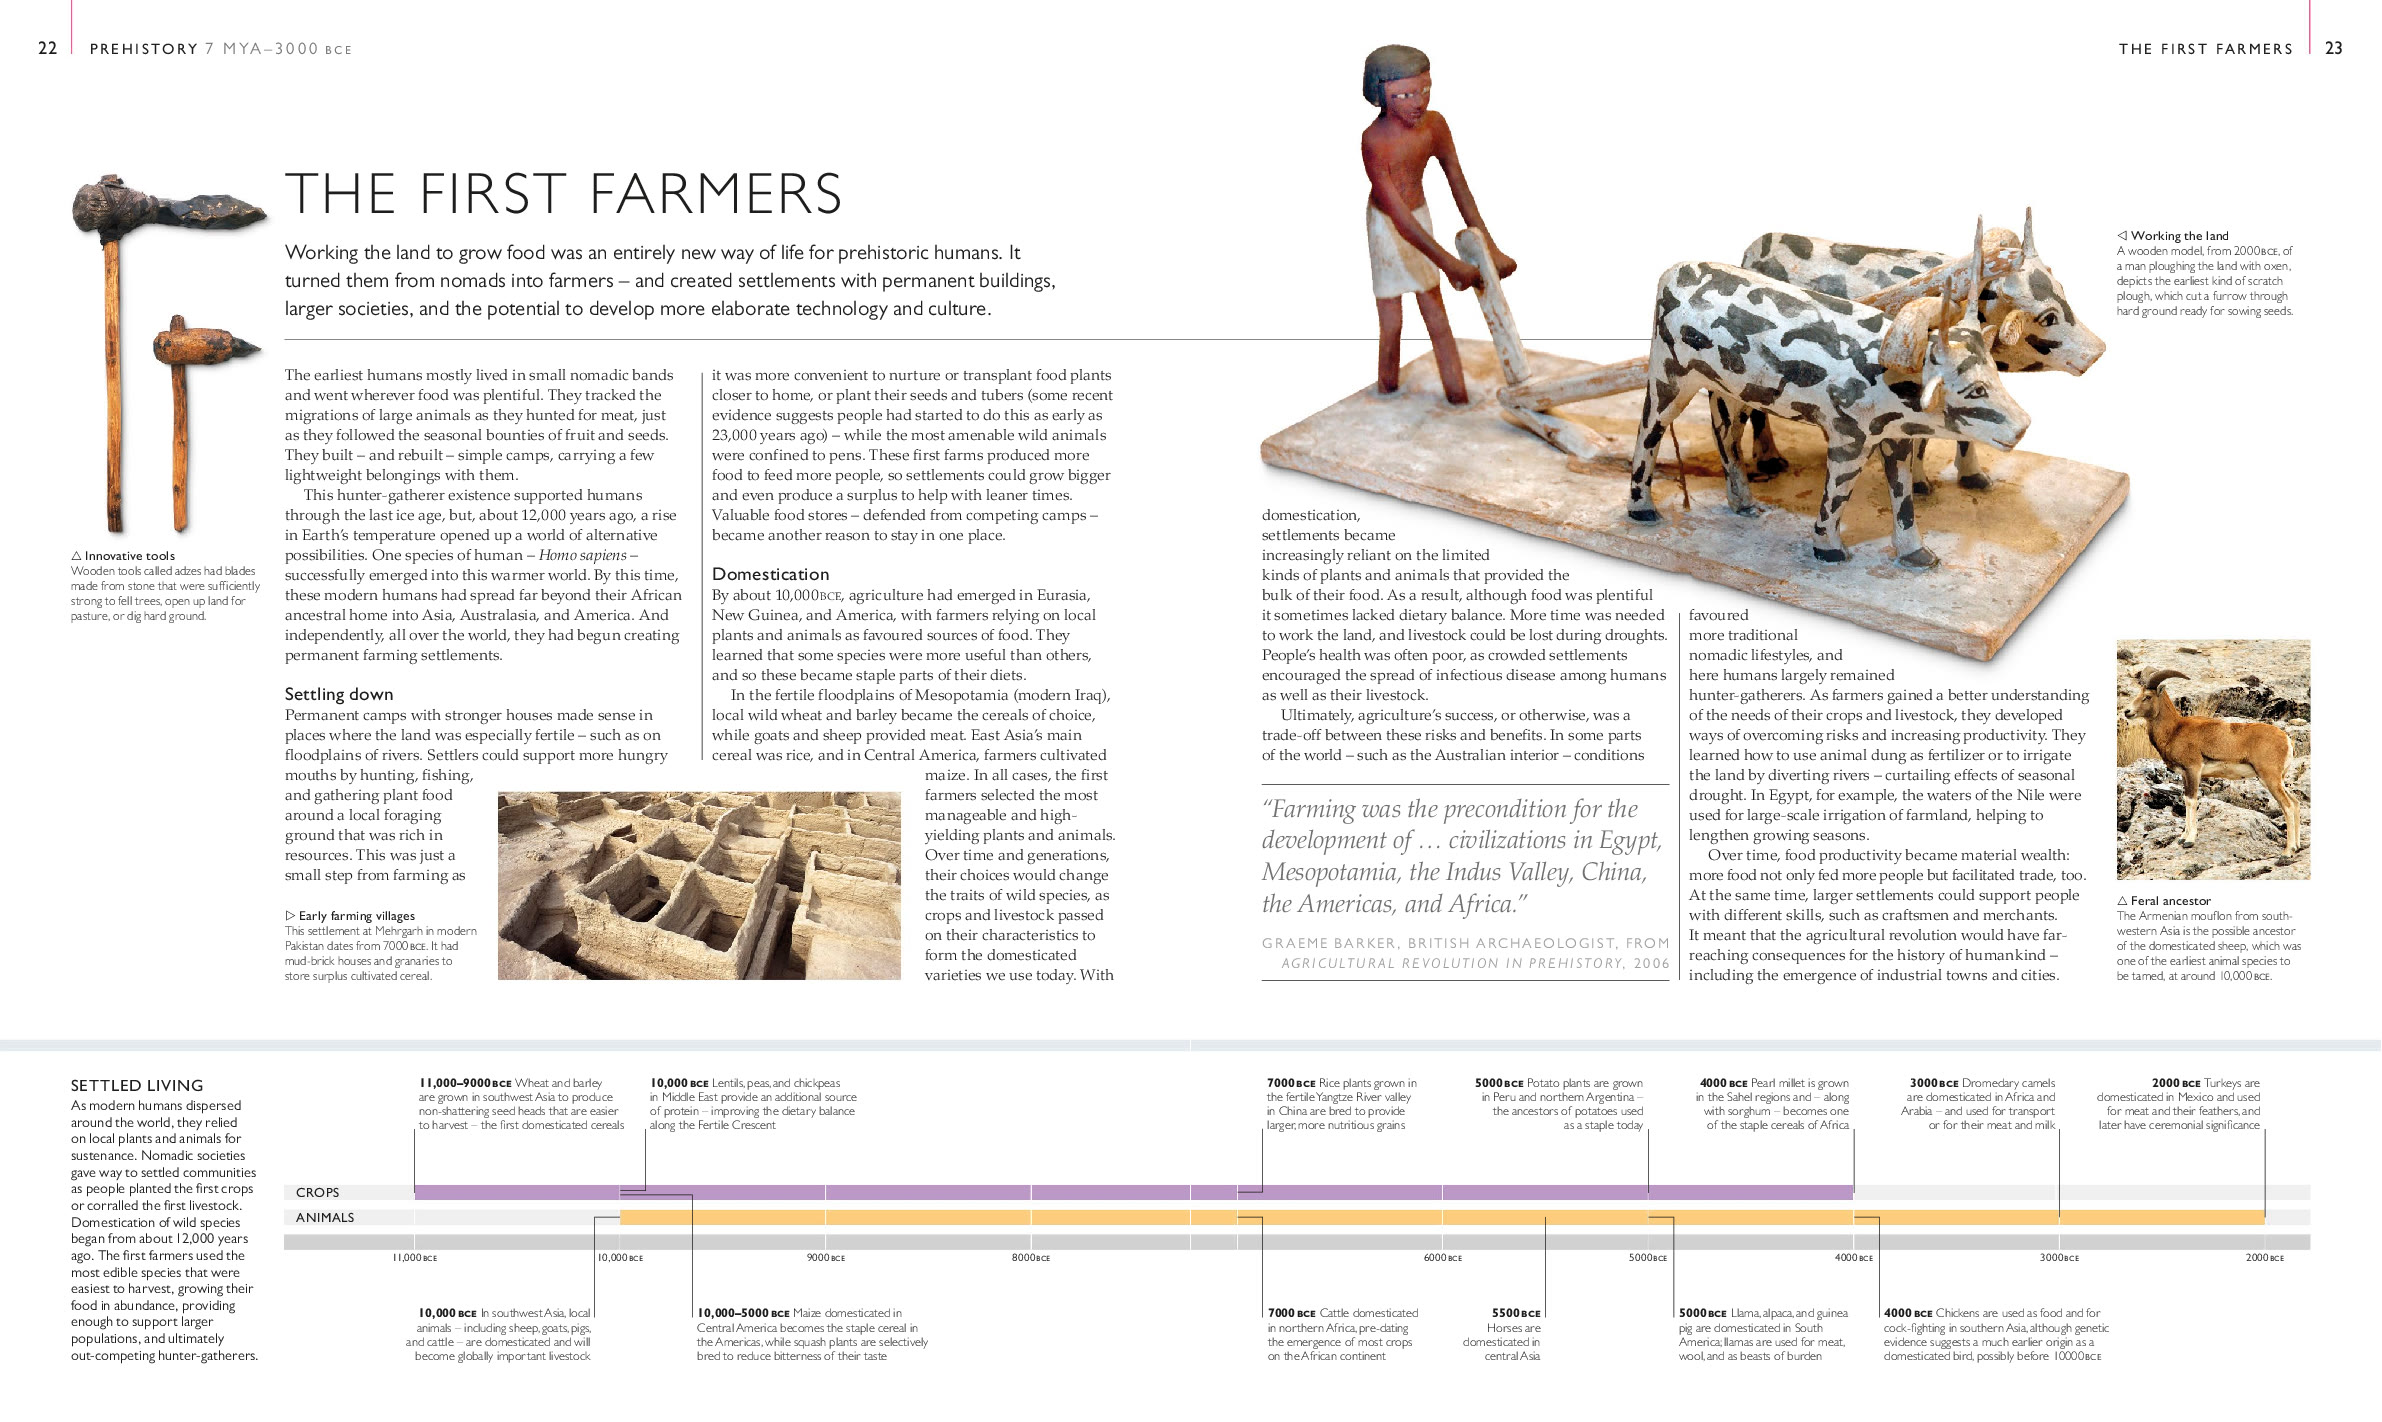 22
PREHISTORY 7 MYA–3000 BCE
THE FIRST FARMERS
23
THE FIRST FARMERS
Working the land to grow food was an entirely new way of life for prehistoric humans. It
turned them from nomads into farmers – and created settlements with permanent buildings,
larger societies, and the potential to develop more elaborate technology and culture.
△ Innovative tools
Wooden tools called adzes had blades
made from stone that were sufficiently
strong to fell trees, open up land for
pasture, or dig hard ground.
The earliest humans mostly lived in small nomadic bands
and went wherever food was plentiful. They tracked the
migrations of large animals as they hunted for meat, just
as they followed the seasonal bounties of fruit and seeds.
They built – and rebuilt – simple camps, carrying a few
lightweight belongings with them.
This hunter-gatherer existence supported humans
through the last ice age, but, about 12,000 years ago, a rise
in Earth's temperature opened up a world of alternative
possibilities. One species of human – Homo sapiens –
successfully emerged into this warmer world. By this time,
these modern humans had spread far beyond their African
ancestral home into Asia, Australasia, and America. And
independently, all over the world, they had begun creating
permanent farming settlements.
Settling down
Permanent camps with stronger houses made sense in
places where the land was especially fertile – such as on
floodplains of rivers. Settlers could support more hungry
mouths by hunting, fishing,
and gathering plant food
around a local foraging
ground that was rich in
resources. This was just a
small step from farming as
▷ Early farming villages
This settlement at Mehrgarh in modern
Pakistan dates from 7000 BCE. It had
mud-brick houses and granaries to
store surplus cultivated cereal.
it was more convenient to nurture or transplant food plants
closer to home, or plant their seeds and tubers (some recent
evidence suggests people had started to do this as early as
23,000 years ago) – while the most amenable wild animals
were confined to pens. These first farms produced more
food to feed more people, so settlements could grow bigger
and even produce a surplus to help with leaner times.
Valuable food stores – defended from competing camps –
became another reason to stay in one place.
Domestication
By about 10,000 BCE, agriculture had emerged in Eurasia,
New Guinea, and America, with farmers relying on local
plants and animals as favoured sources of food. They
learned that some species were more useful than others,
and so these became staple parts of their diets.
In the fertile floodplains of Mesopotamia (modern Iraq),
local wild wheat and barley became the cereals of choice,
while goats and sheep provided meat. East Asia's main
cereal was rice, and in Central America, farmers cultivated
maize. In all cases, the first
farmers selected the most
manageable and high-
yielding plants and animals.
Over time and generations,
their choices would change
the traits of wild species, as
crops and livestock passed
on their characteristics to
form the domesticated
varieties we use today. With
domestication,
settlements became
increasingly reliant on the limited
kinds of plants and animals that provided the
bulk of their food. As a result, although food was plentiful
it sometimes lacked dietary balance. More time was needed
to work the land, and livestock could be lost during droughts.
People's health was often poor, as crowded settlements
encouraged the spread of infectious disease among humans
as well as their livestock.
Ultimately, agriculture's success, or otherwise, was a
trade-off between these risks and benefits. In some parts
of the world – such as the Australian interior – conditions
“Farming was the precondition for the
development of … civilizations in Egypt,
Mesopotamia, the Indus Valley, China,
the Americas, and Africa.”
GRAEME BARKER, BRITISH ARCHAEOLOGIST, FROM
AGRICULTURAL REVOLUTION IN PREHISTORY, 2006
favoured
more traditional
nomadic lifestyles, and
here humans largely remained
hunter-gatherers. As farmers gained a better understanding
of the needs of their crops and livestock, they developed
ways of overcoming risks and increasing productivity. They
learned how to use animal dung as fertilizer or to irrigate
the land by diverting rivers – curtailing effects of seasonal
drought. In Egypt, for example, the waters of the Nile were
used for large-scale irrigation of farmland, helping to
lengthen growing seasons.
Over time, food productivity became material wealth:
more food not only fed more people but facilitated trade, too.
At the same time, larger settlements could support people
with different skills, such as craftsmen and merchants.
It meant that the agricultural revolution would have far-
reaching consequences for the history of humankind –
including the emergence of industrial towns and cities.
◁ Working the land
A wooden model, from 2000 BCE, of
a man ploughing the land with oxen,
depicts the earliest kind of scratch
plough, which cut a furrow through
hard ground ready for sowing seeds.
△ Feral ancestor
The Armenian mouflon from south-
western Asia is the possible ancestor
of the domesticated sheep, which was
one of the earliest animal species to
be tamed, at around 10,000 BCE.
SETTLED LIVING
As modern humans dispersed
around the world, they relied
on local plants and animals for
sustenance. Nomadic societies
gave way to settled communities
as people planted the first crops
or corralled the first livestock.
Domestication of wild species
began from about 12,000 years
ago. The first farmers used the
most edible species that were
easiest to harvest, growing their
food in abundance, providing
enough to support larger
populations, and ultimately
out-competing hunter-gatherers.
11,000–9000 BCE Wheat and barley
are grown in southwest Asia to produce
non-shattering seed heads that are easier
to harvest – the first domesticated cereals
10,000 BCE Lentils, peas, and chickpeas
in Middle East provide an additional source
of protein – improving the dietary balance
along the Fertile Crescent
7000 BCE Rice plants grown in
the fertile Yangtze River valley
in China are bred to provide
larger, more nutritious grains
5000 BCE Potato plants are grown
in Peru and northern Argentina –
the ancestors of potatoes used
as a staple today
4000 BCE Pearl millet is grown
in the Sahel regions and – along
with sorghum – becomes one
of the staple cereals of Africa
3000 BCE Dromedary camels
are domesticated in Africa and
Arabia – and used for transport
or for their meat and milk
2000 BCE Turkeys are
domesticated in Mexico and used
for meat and their feathers, and
later have ceremonial significance
CROPS
ANIMALS
11,000 BCE
10,000 BCE
9000 BCE
8000 BCE
6000 BCE
5000 BCE
4000 BCE
3000 BCE
2000 BCE
10,000 BCE In southwest Asia, local
animals – including sheep, goats, pigs,
and cattle – are domesticated and will
become globally important livestock
10,000–5000 BCE Maize domesticated in
Central America becomes the staple cereal in
the Americas, while squash plants are selectively
bred to reduce bitterness of their taste
7000 BCE Cattle domesticated
in northern Africa, pre-dating
the emergence of most crops
on the African continent
5500 BCE
Horses are
domesticated in
central Asia
5000 BCE Llama, alpaca, and guinea
pig are domesticated in South
America; llamas are used for meat,
wool, and as beasts of burden
4000 BCE Chickens are used as food and for
cock-fighting in southern Asia, although genetic
evidence suggests a much earlier origin as a
domesticated bird, possibly before 10000 BCE